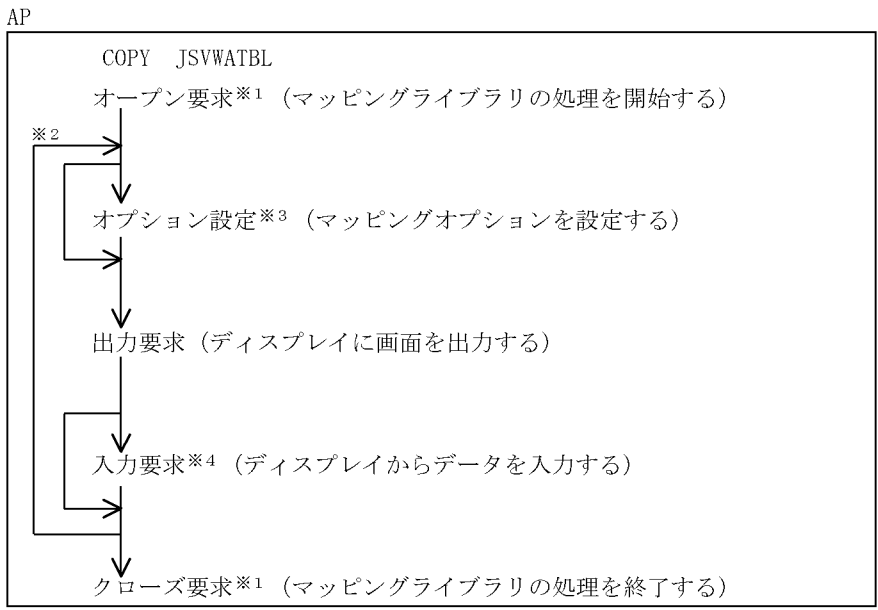 AP
COPY JSVWATBL
オープン要求※1（マッピングライブラリの処理を開始する）
※2
オプション設定※3（マッピングオプションを設定する）
出力要求（ディスプレイに画面を出力する）
入力要求※4（ディスプレイからデータを入力する）
クローズ要求※1（マッピングライブラリの処理を終了する）